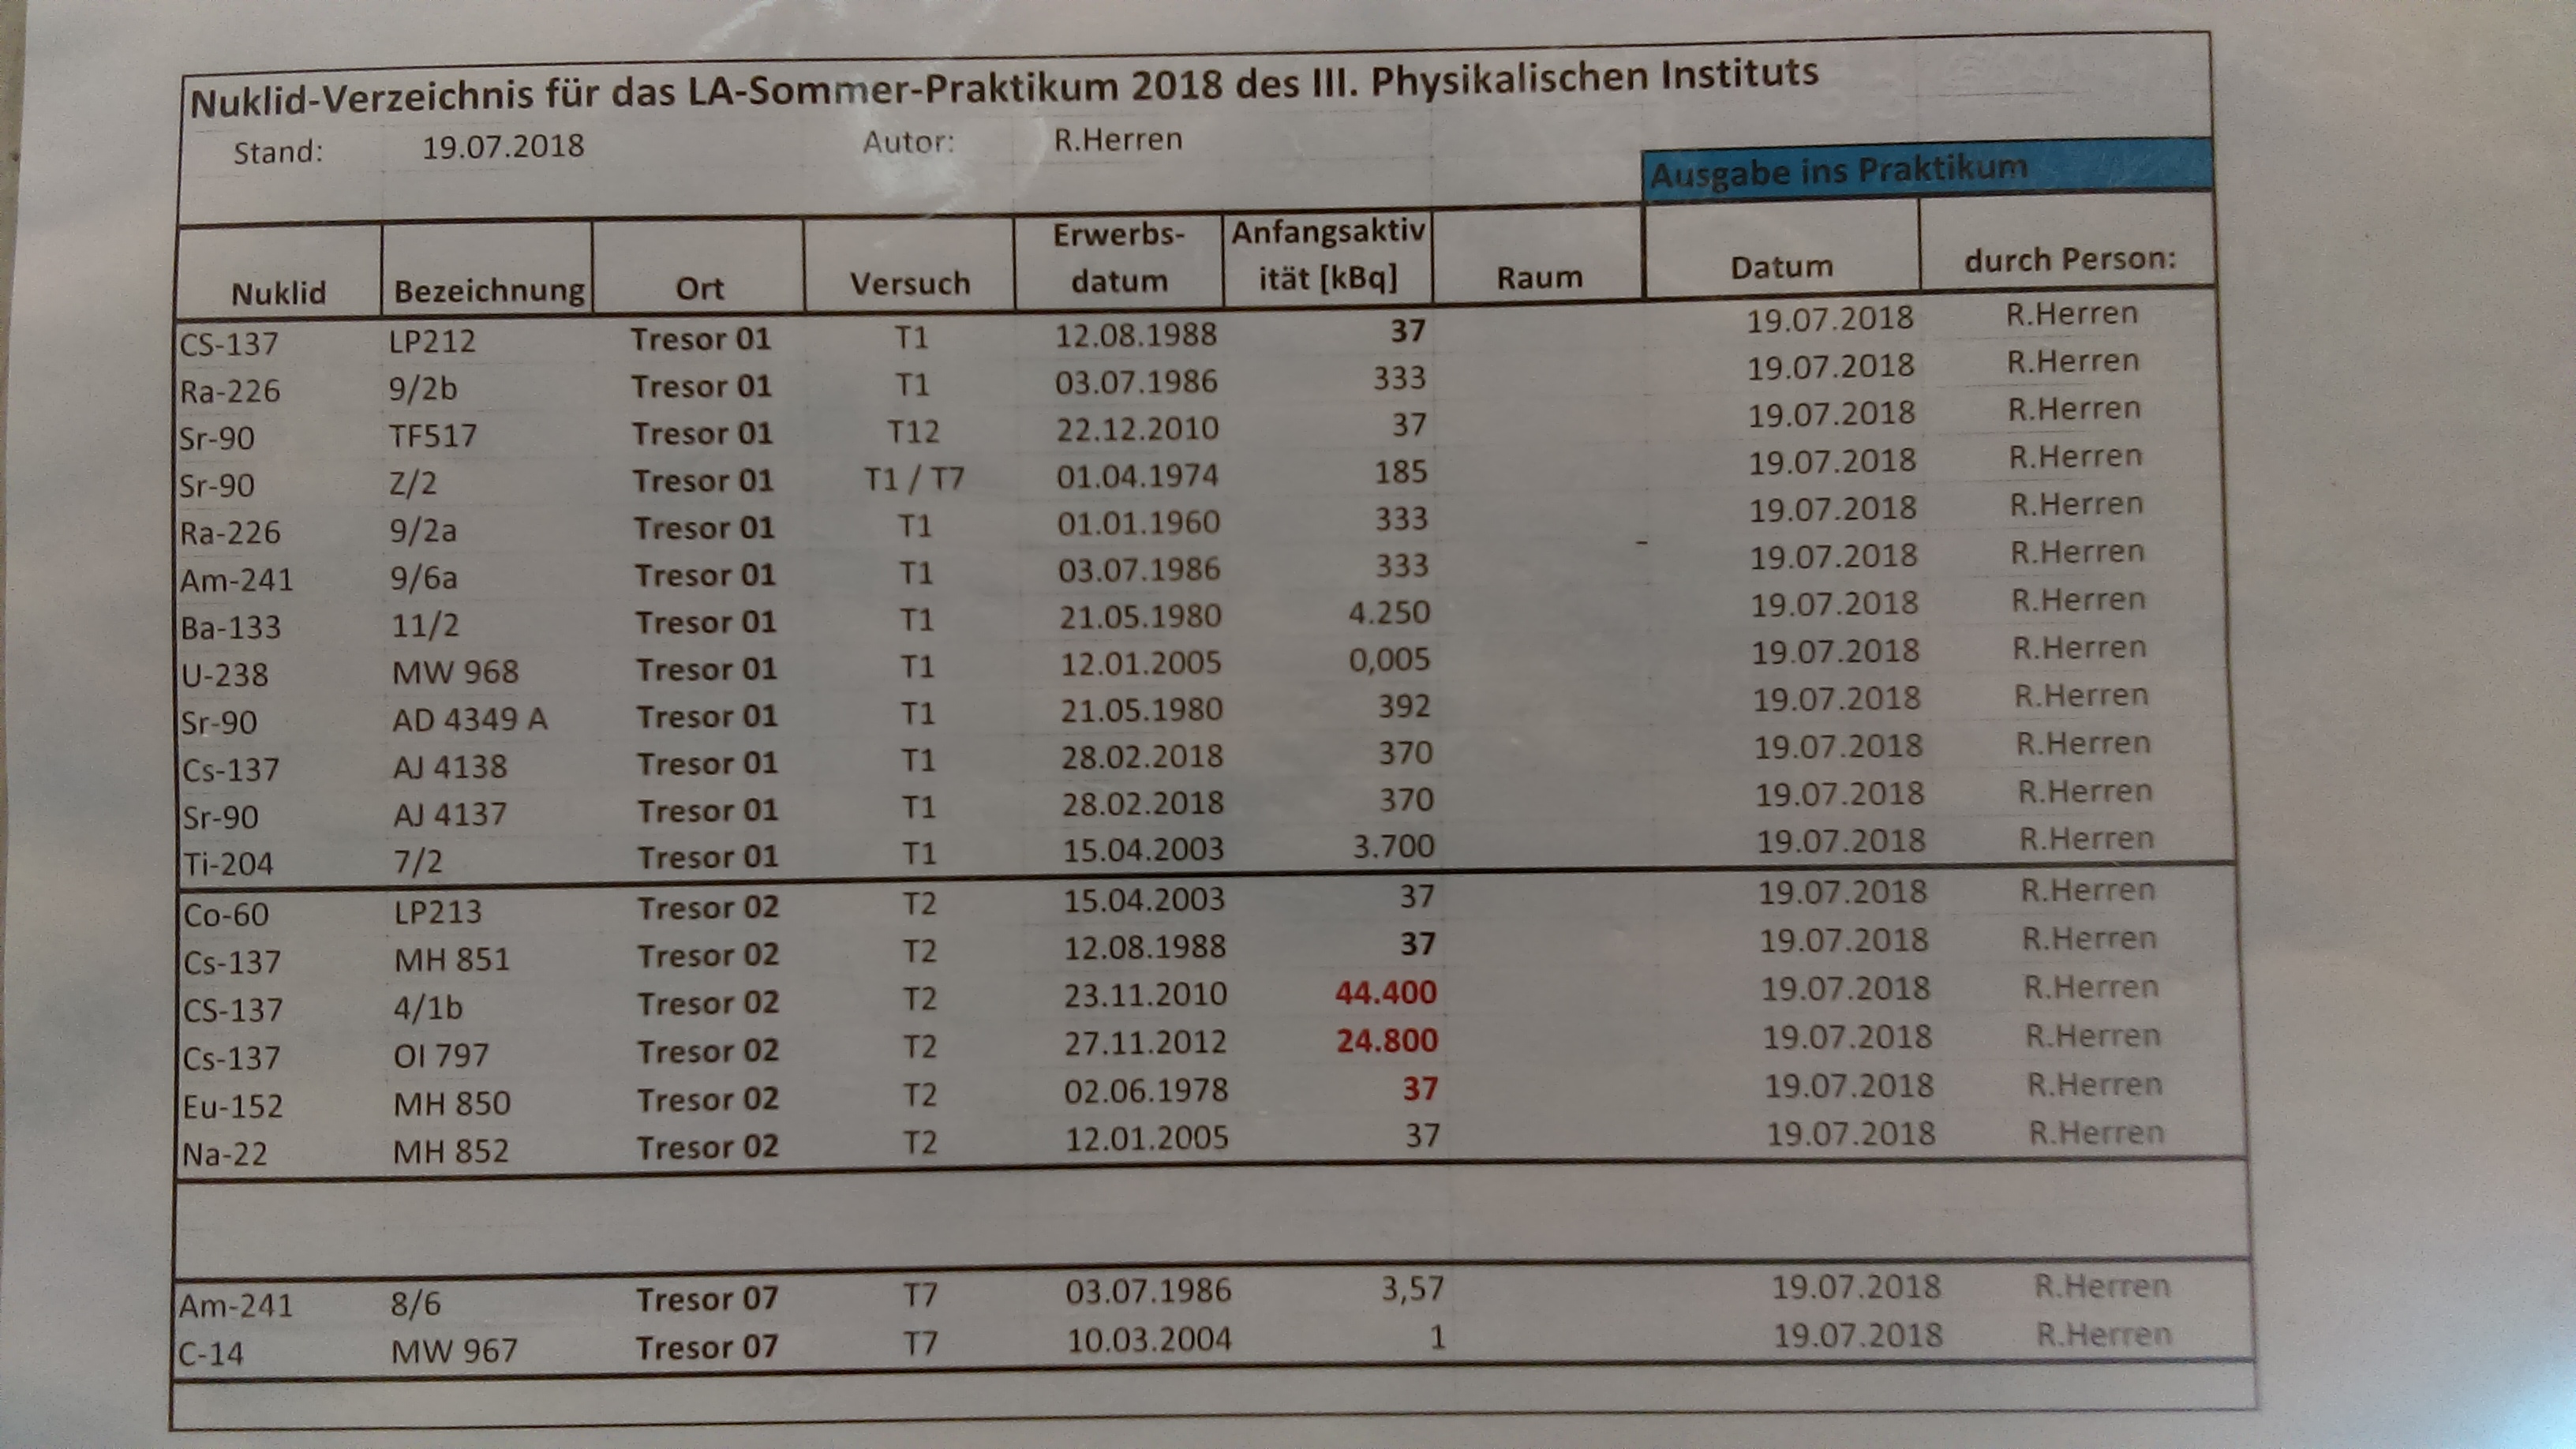 Nuklid-Verzeichnis für das LA-Sommer-Praktikum 2018 des III. Physikalischen Instituts
Stand: 19.07.2018 Autor: R.Herren
Ausgabe ins Praktikum
Nuklid Bezeichnung Ort Versuch Erwerbs-datum Anfangsaktivität [kBq] Raum Datum durch Person:
CS-137 LP212 Tresor 01 T1 12.08.1988 37 19.07.2018 R.Herren
Ra-226 9/2b Tresor 01 T1 03.07.1986 333 19.07.2018 R.Herren
Sr-90 TF517 Tresor 01 T12 22.12.2010 37 19.07.2018 R.Herren
Sr-90 Z/2 Tresor 01 T1 / T7 01.04.1974 185 19.07.2018 R.Herren
Ra-226 9/2a Tresor 01 T1 01.01.1960 333 19.07.2018 R.Herren
Am-241 9/6a Tresor 01 T1 03.07.1986 333 19.07.2018 R.Herren
Ba-133 11/2 Tresor 01 T1 21.05.1980 4.250 19.07.2018 R.Herren
U-238 MW 968 Tresor 01 T1 12.01.2005 0,005 19.07.2018 R.Herren
Sr-90 AD 4349 A Tresor 01 T1 21.05.1980 392 19.07.2018 R.Herren
Cs-137 AJ 4138 Tresor 01 T1 28.02.2018 370 19.07.2018 R.Herren
Sr-90 AJ 4137 Tresor 01 T1 28.02.2018 370 19.07.2018 R.Herren
Ti-204 7/2 Tresor 01 T1 15.04.2003 3.700 19.07.2018 R.Herren
Co-60 LP213 Tresor 02 T2 15.04.2003 37 19.07.2018 R.Herren
Cs-137 MH 851 Tresor 02 T2 12.08.1988 37 19.07.2018 R.Herren
CS-137 4/1b Tresor 02 T2 23.11.2010 44.400 19.07.2018 R.Herren
Cs-137 OI 797 Tresor 02 T2 27.11.2012 24.800 19.07.2018 R.Herren
Eu-152 MH 850 Tresor 02 T2 02.06.1978 37 19.07.2018 R.Herren
Na-22 MH 852 Tresor 02 T2 12.01.2005 37 19.07.2018 R.Herren
Am-241 8/6 Tresor 07 T7 03.07.1986 3,57 19.07.2018 R.Herren
C-14 MW 967 Tresor 07 T7 10.03.2004 1 19.07.2018 R.Herren